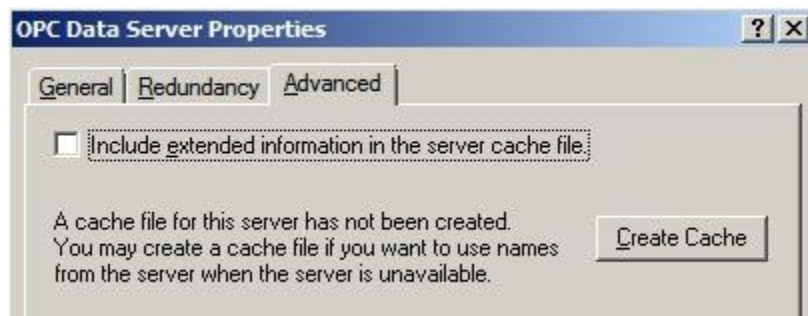 OPC Data Server Properties
General Redundancy Advanced
Include extended information in the server cache file.
A cache file for this server has not been created.
You may create a cache file if you want to use names
from the server when the server is unavailable.
Create Cache